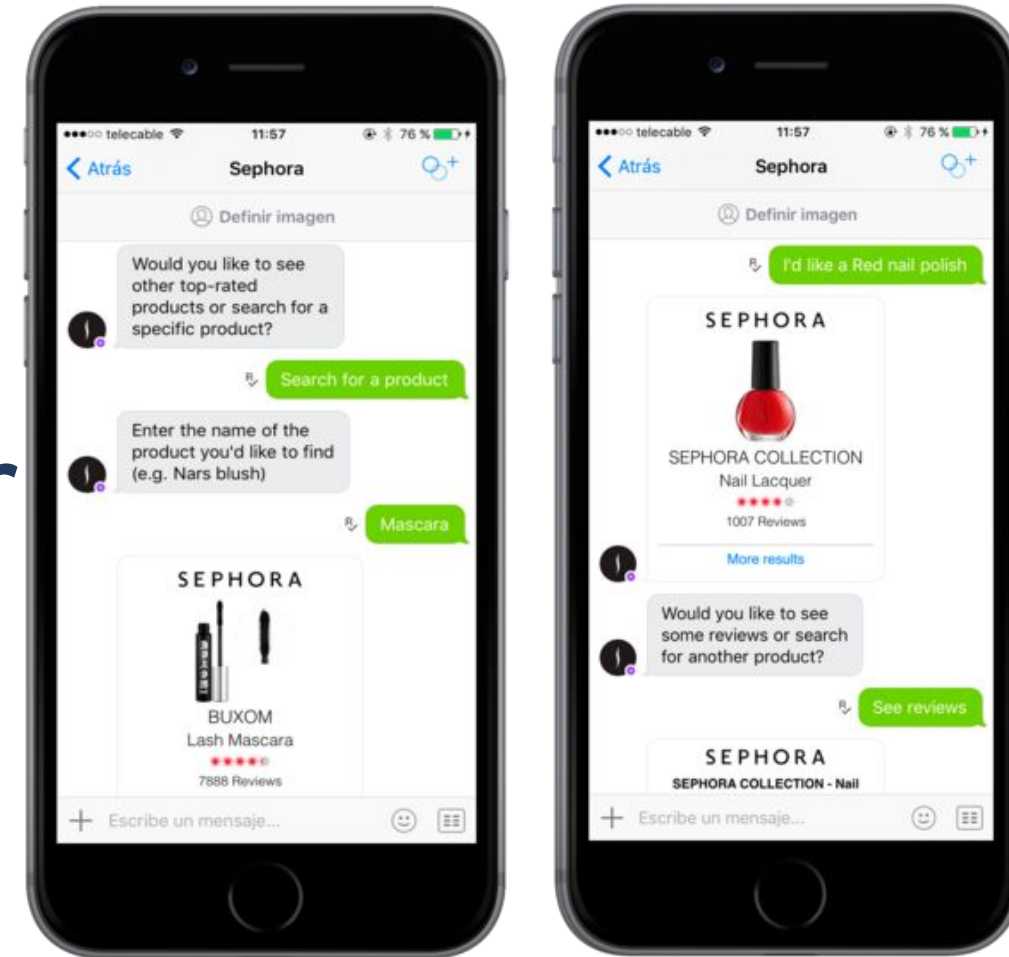 telecable 11:57 76 %
Atrás Sephora
Definir imagen
Would you like to see
other top-rated
products or search for a
specific product?
R Search for a product
Enter the name of the
product you'd like to find
(e.g. Nars blush)
R Mascara
SEPHORA
BUXOM
BUXOM
Lash Mascara
7888 Reviews
Escribe un mensaje...
telecable 11:57 76 %
Atrás Sephora
Definir imagen
R I'd like a Red nail polish
SEPHORA
SEPHORA COLLECTION
Nail Lacquer
1007 Reviews
More results
Would you like to see
some reviews or search
for another product?
R See reviews
SEPHORA
SEPHORA COLLECTION - Nail
Escribe un mensaje...